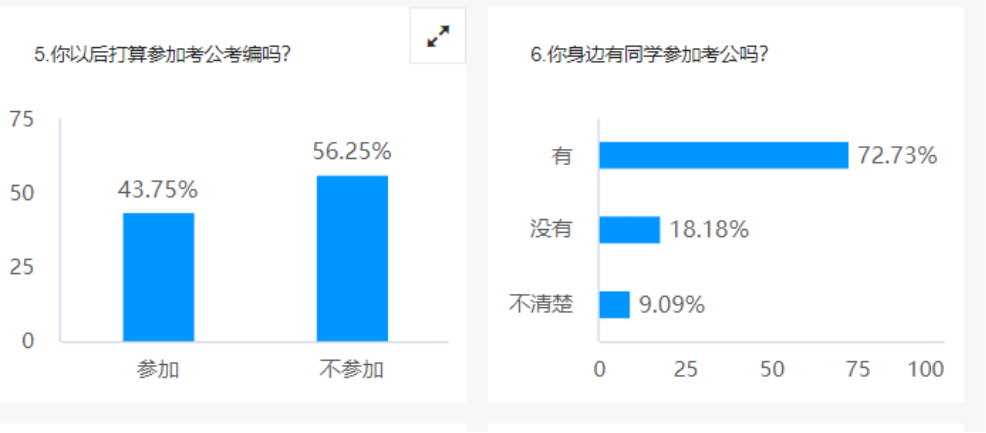 5.你以后打算参加考公考编吗?
75
50
25
0
43.75%
56.25%
参加
不参加
6.你身边有同学参加考公吗?
有
72.73%
没有
18.18%
不清楚
9.09%
0 25 50 75 100